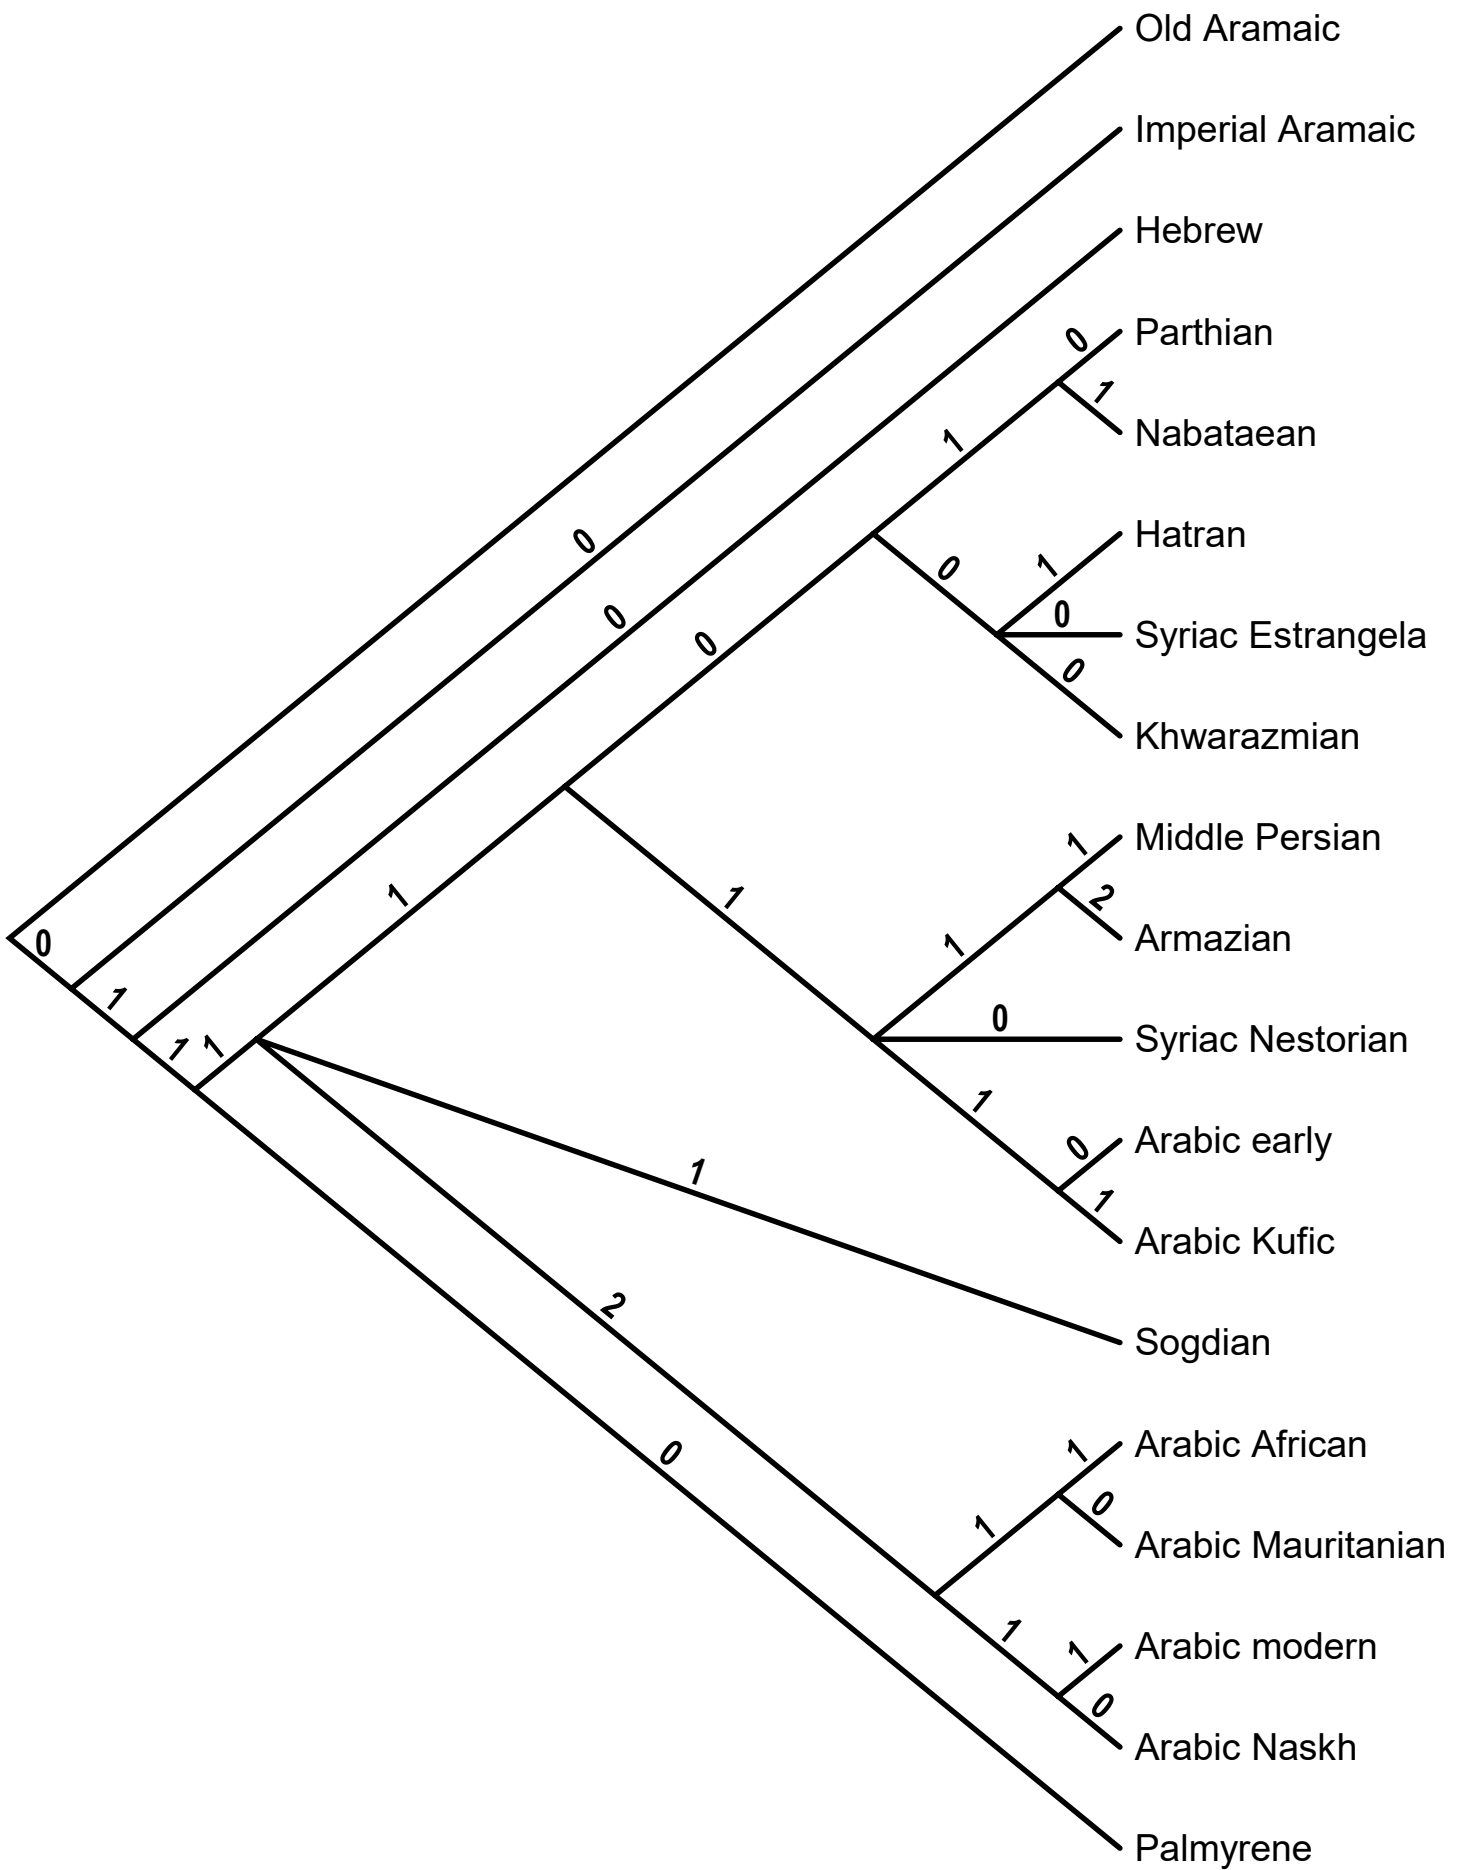 Old Aramaic
Imperial Aramaic
Hebrew
0
Parthian
1
Nabataean
1
Hatran
1
0
0
Syriac Estrangela
0
0
Khwarazmian
0
0
1
Middle Persian
1
2
Armazian
1
1
0
0
Syriac Nestorian
1
1
1
1
0
Arabic early
1
Arabic Kufic
1
Sogdian
2
1
Arabic African
0
1
0
Arabic Mauritanian
1
1
Arabic modern
0
Arabic Naskh
Palmyrene